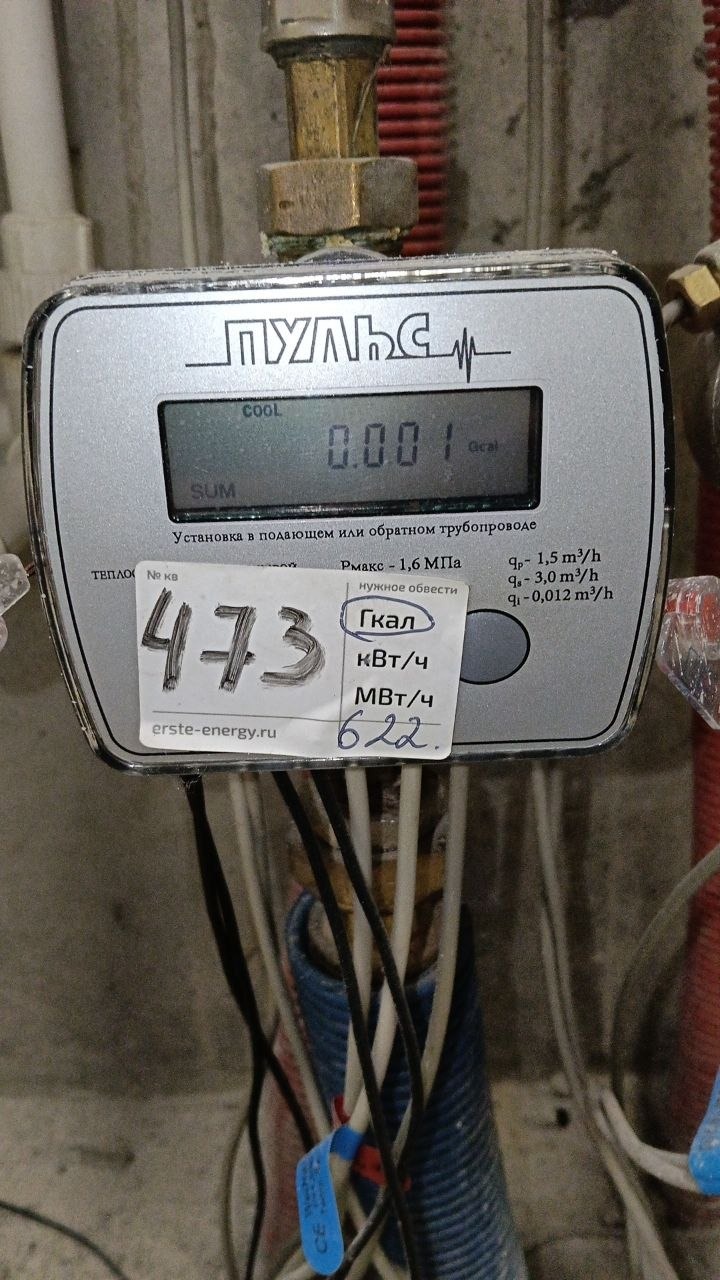 ПУЛЬС
COOL
0.001 Gcal
SUM
Установка в подающем или обратном трубопроводе
Pмакс - 1,6 МПа
qp - 1,5 m³/h
qs - 3,0 m³/h
qi - 0,012 m³/h
№ кв
473
нужное обвести
Гкал
кВт/ч
МВт/ч
622.
erste-energy.ru